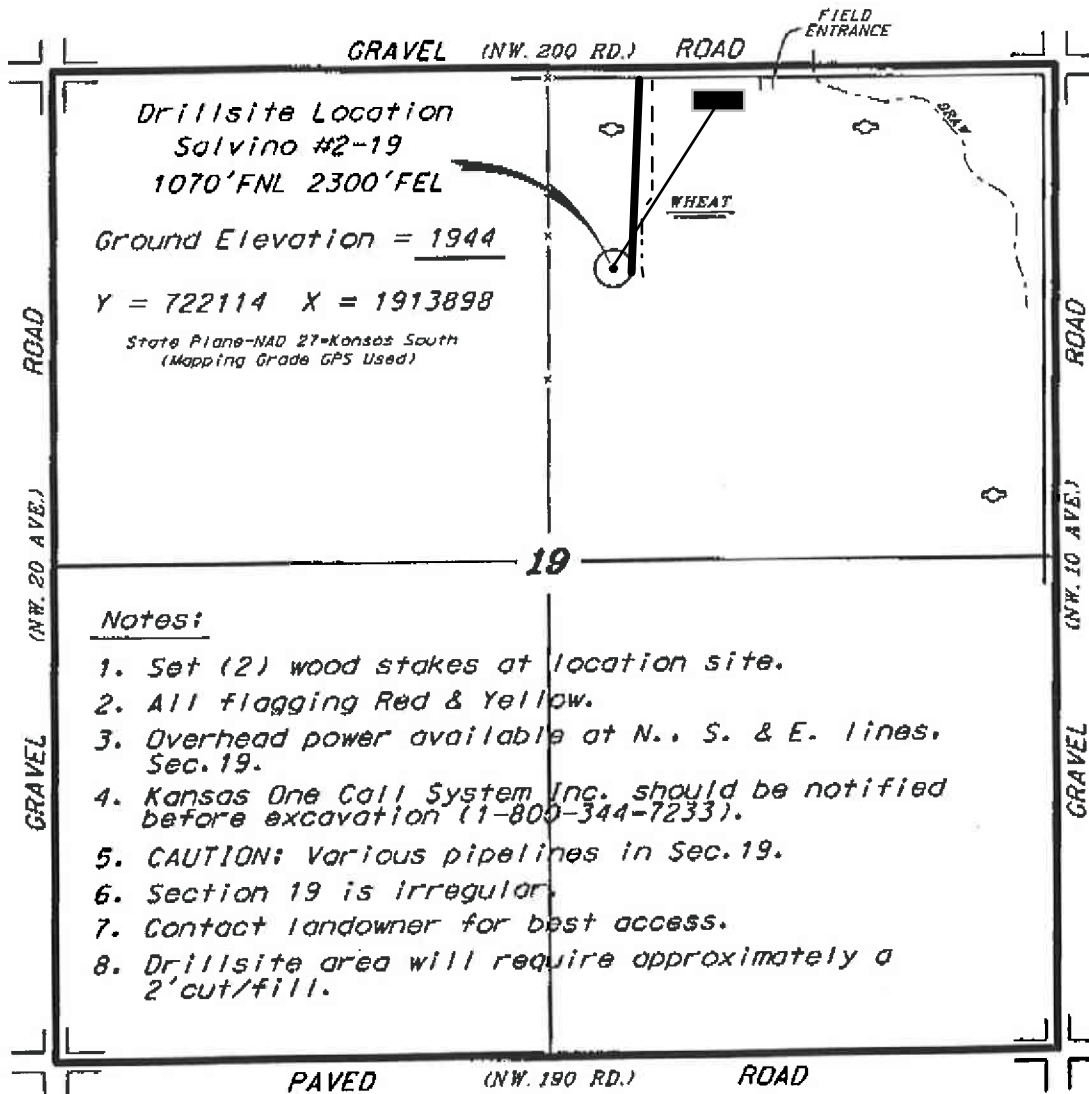 FIELD
ENTRANCE
GRAVEL (NW. 200 RD.) ROAD
Drillsite Location
Salvino #2-19
1070'FNL 2300'FEL
DRAW
WHEAT
Ground Elevation = 1944
Y = 722114 X = 1913898
State Plane-NAD 27-Kansas South
(Mapping Grade GPS Used)
ROAD
(NW. 20 AVE.)
GRAVEL
ROAD
(NW. 10 AVE.)
GRAVEL
19
Notes:
1. Set (2) wood stakes at location site.
2. All flagging Red & Yellow.
3. Overhead power available at N., S. & E. lines,
Sec. 19.
4. Kansas One Call System Inc. should be notified
before excavation (1-800-344-7233).
5. CAUTION: Various pipelines in Sec. 19.
6. Section 19 is irregular.
7. Contact landowner for best access.
8. Drillsite area will require approximately a
2'cut/fill.
PAVED (NW. 190 RD.) ROAD